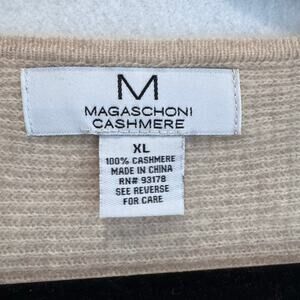 M
MAGASCHONI
CASHMERE
XL
100% CASHMERE
MADE IN CHINA
RN# 93178
SEE REVERSE
FOR CARE